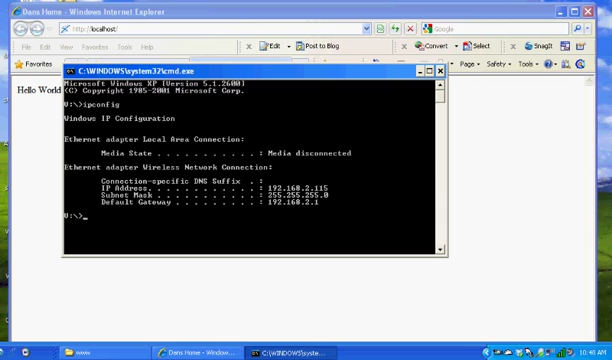 Dans Home - Windows Internet Explorer
http://localhost/
Google
File Edit View Favorites Tools Help
Edit Post to Blog
Convert Select
SnagIt
Favorites
Page Safety Tools
Hello World
C:\WINDOWS\system32\cmd.exe
Microsoft Windows XP [Version 5.1.2600]
(C) Copyright 1985-2001 Microsoft Corp.
V:\>ipconfig
Windows IP Configuration
Ethernet adapter Local Area Connection:
Media State . . . . . . . . . . . : Media disconnected
Ethernet adapter Wireless Network Connection:
Connection-specific DNS Suffix  . :
IP Address. . . . . . . . . . . . : 192.168.2.115
Subnet Mask . . . . . . . . . . . : 255.255.255.0
Default Gateway . . . . . . . . . : 192.168.2.1
V:\>_
www
Dans Home - Window...
C:\WINDOWS\syste...
10:48 AM